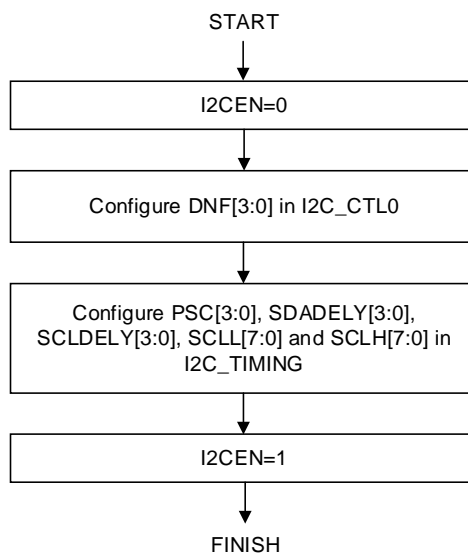 START
I2CEN=0
Configure DNF[3:0] in I2C_CTL0
Configure PSC[3:0], SDADELY[3:0],
SCLDELY[3:0], SCLL[7:0] and SCLH[7:0] in
I2C_TIMING
I2CEN=1
FINISH